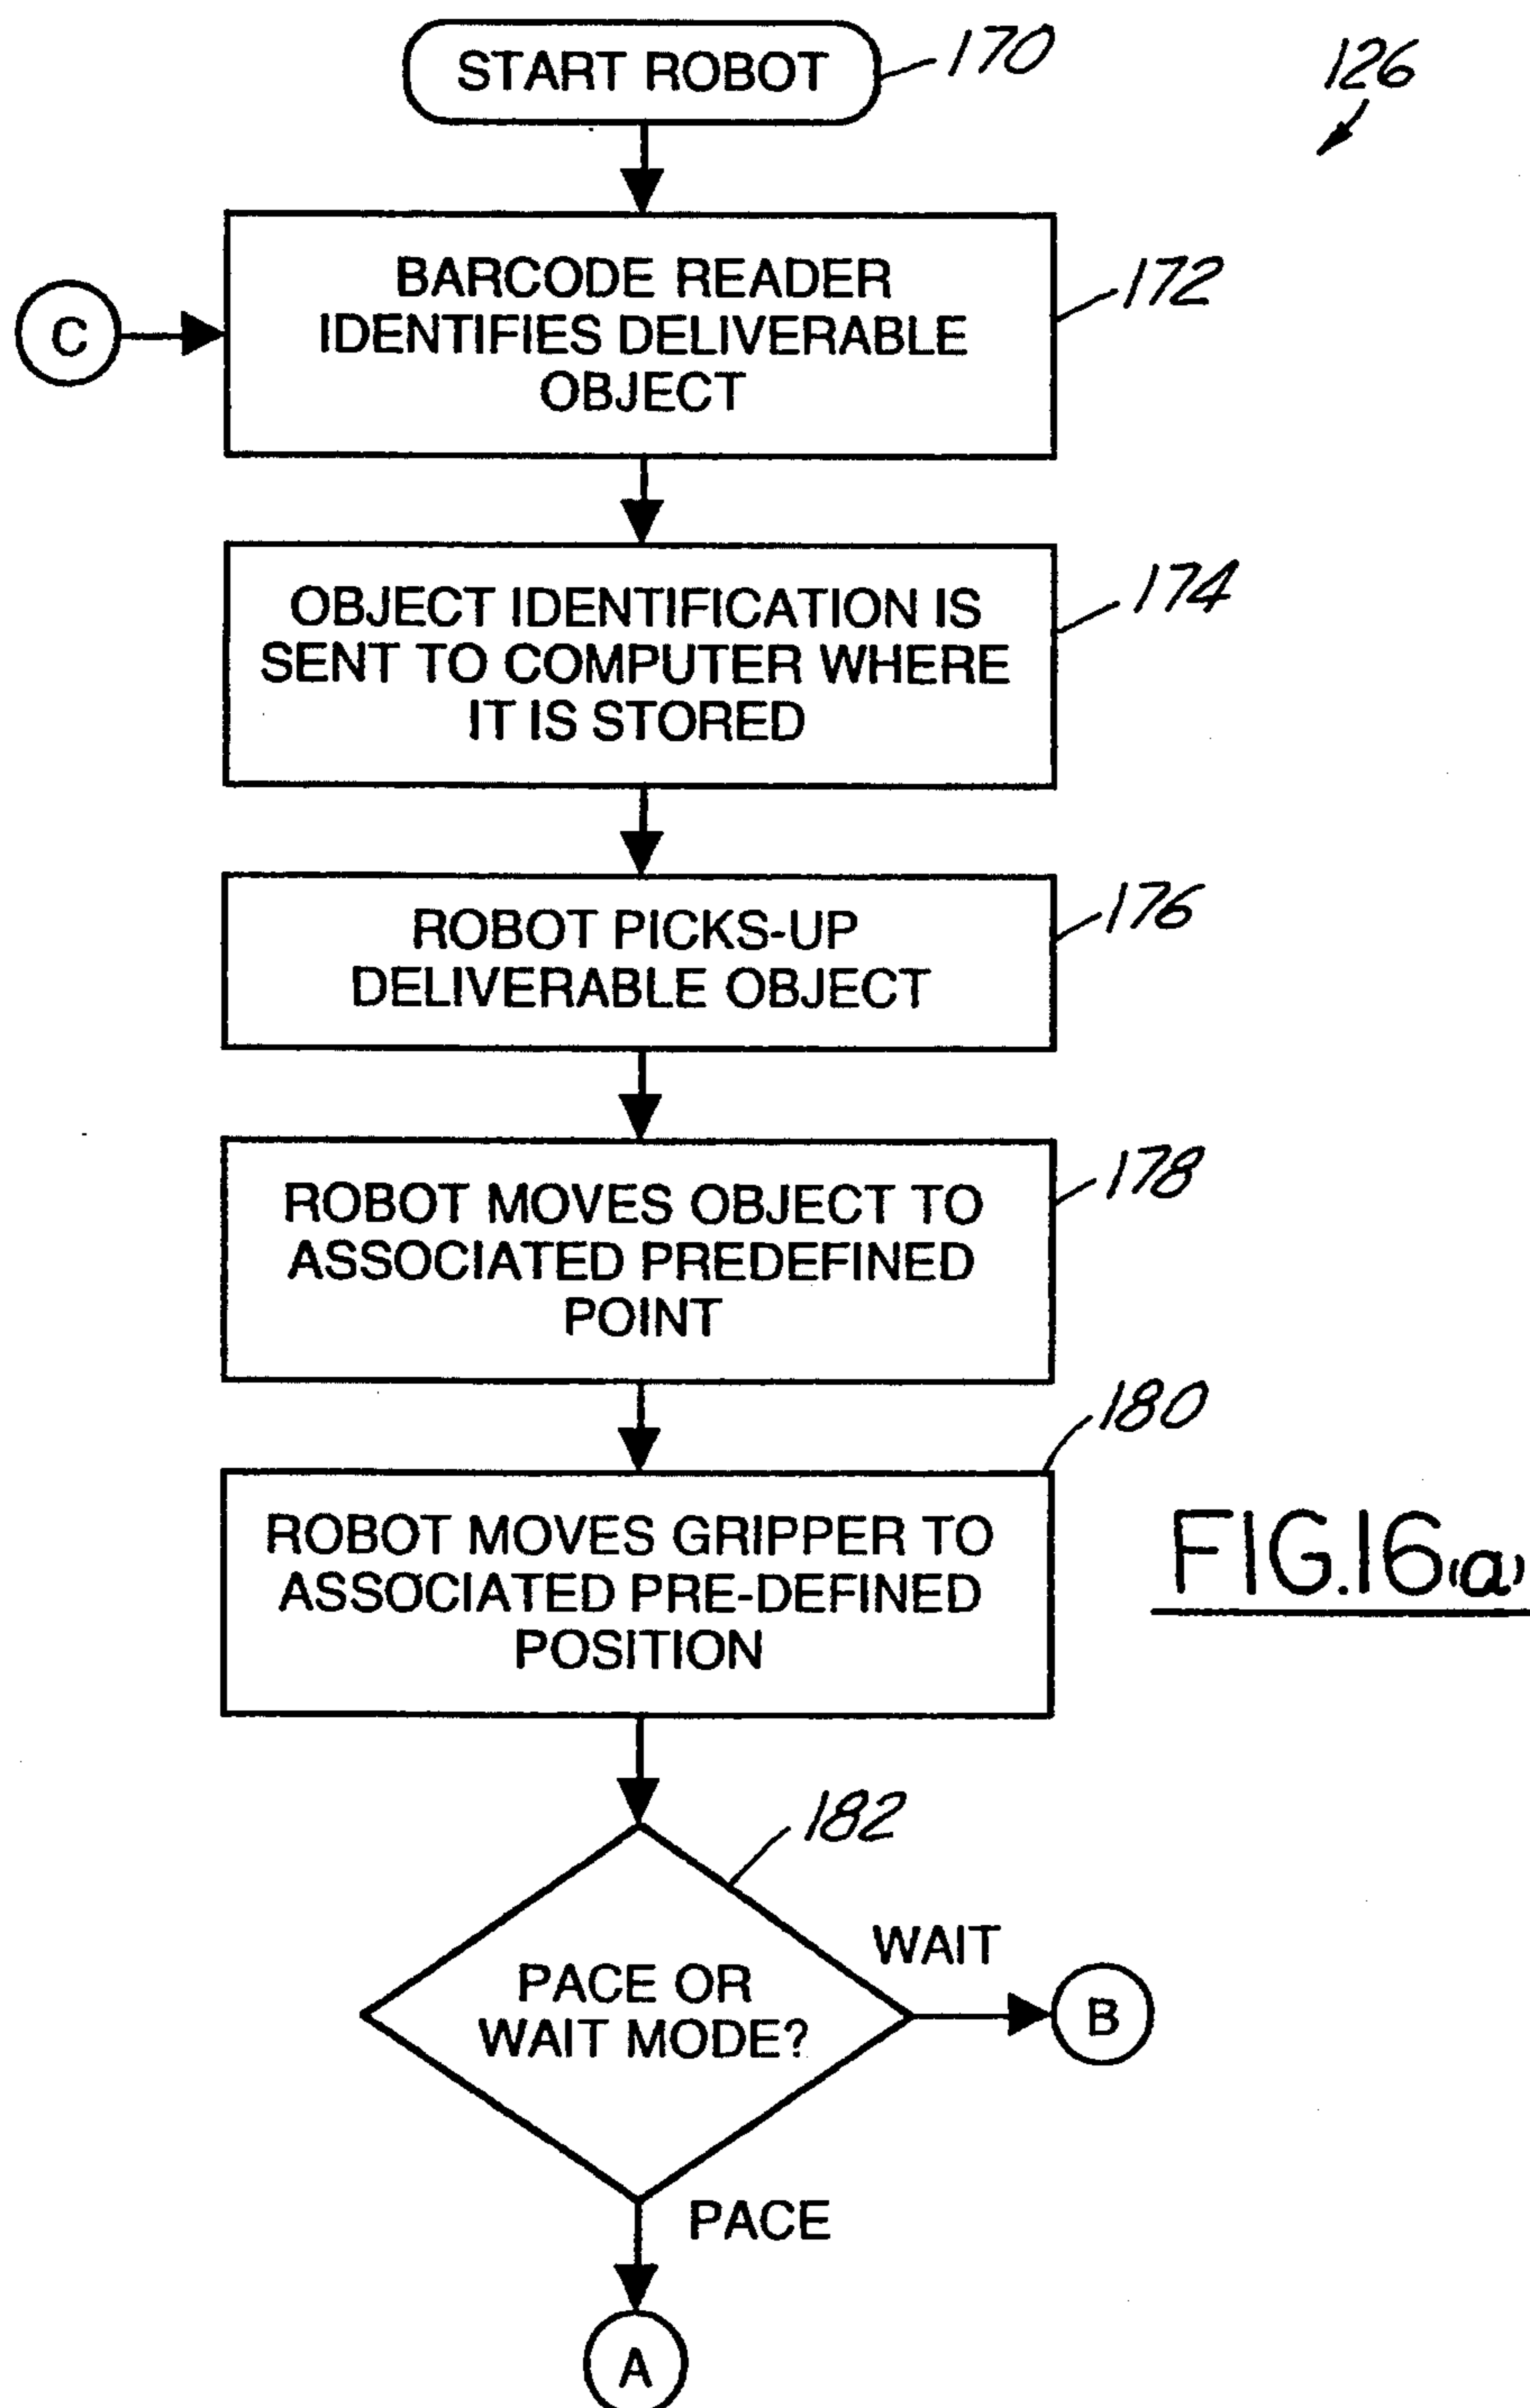 START ROBOT
170
126
BARCODE READER
IDENTIFIES DELIVERABLE
OBJECT
172
C
OBJECT IDENTIFICATION IS
SENT TO COMPUTER WHERE
IT IS STORED
174
ROBOT PICKS-UP
DELIVERABLE OBJECT
176
ROBOT MOVES OBJECT TO
ASSOCIATED PREDEFINED
POINT
178
ROBOT MOVES GRIPPER TO
ASSOCIATED PRE-DEFINED
POSITION
180
FIG.16(a)
182
PACE OR
WAIT MODE?
WAIT
B
PACE
A